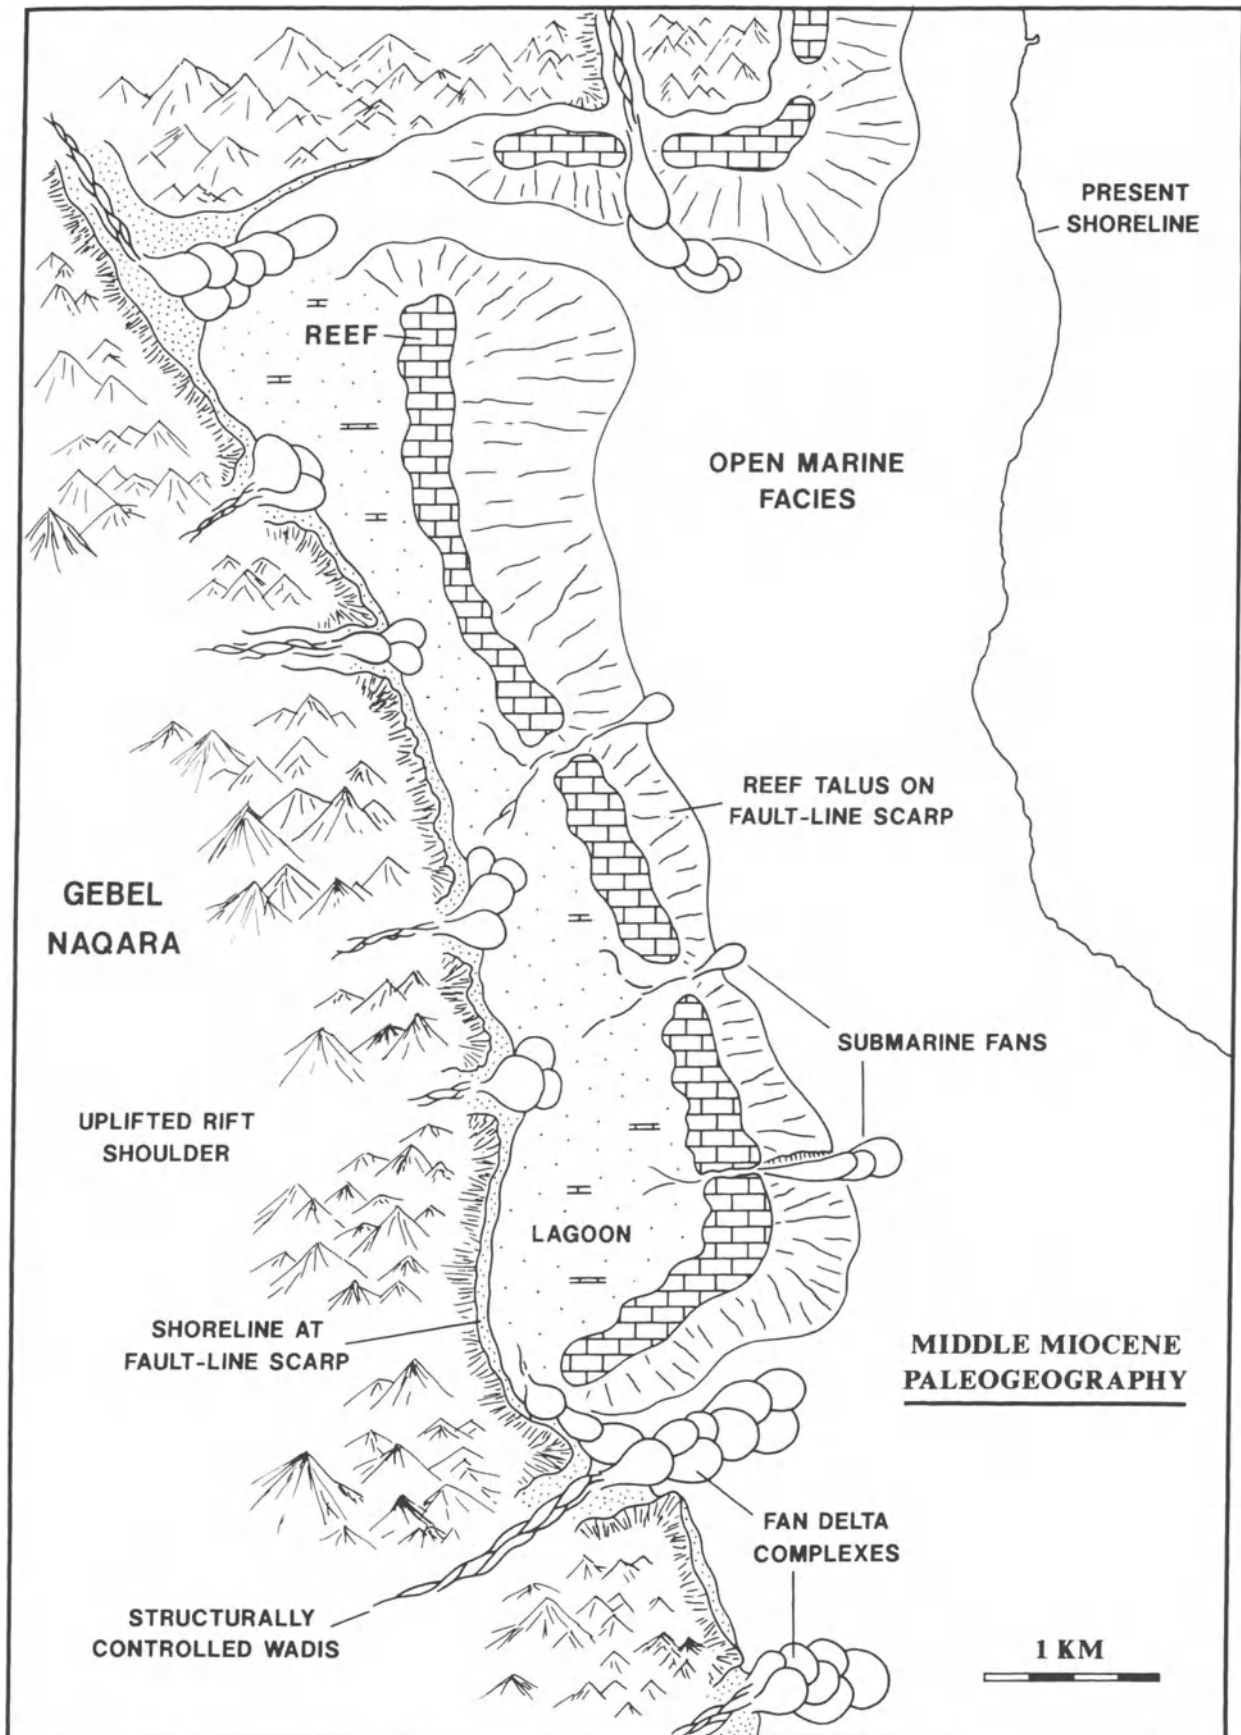 PRESENT
SHORELINE
REEF
OPEN MARINE
FACIES
REEF TALUS ON
FAULT-LINE SCARP
GEBEL
NAQARA
SUBMARINE FANS
UPLIFTED RIFT
SHOULDER
LAGOON
SHORELINE AT
FAULT-LINE SCARP
MIDDLE MIOCENE
PALEOGEOGRAPHY
FAN DELTA
COMPLEXES
STRUCTURALLY
CONTROLLED WADIS
1 KM